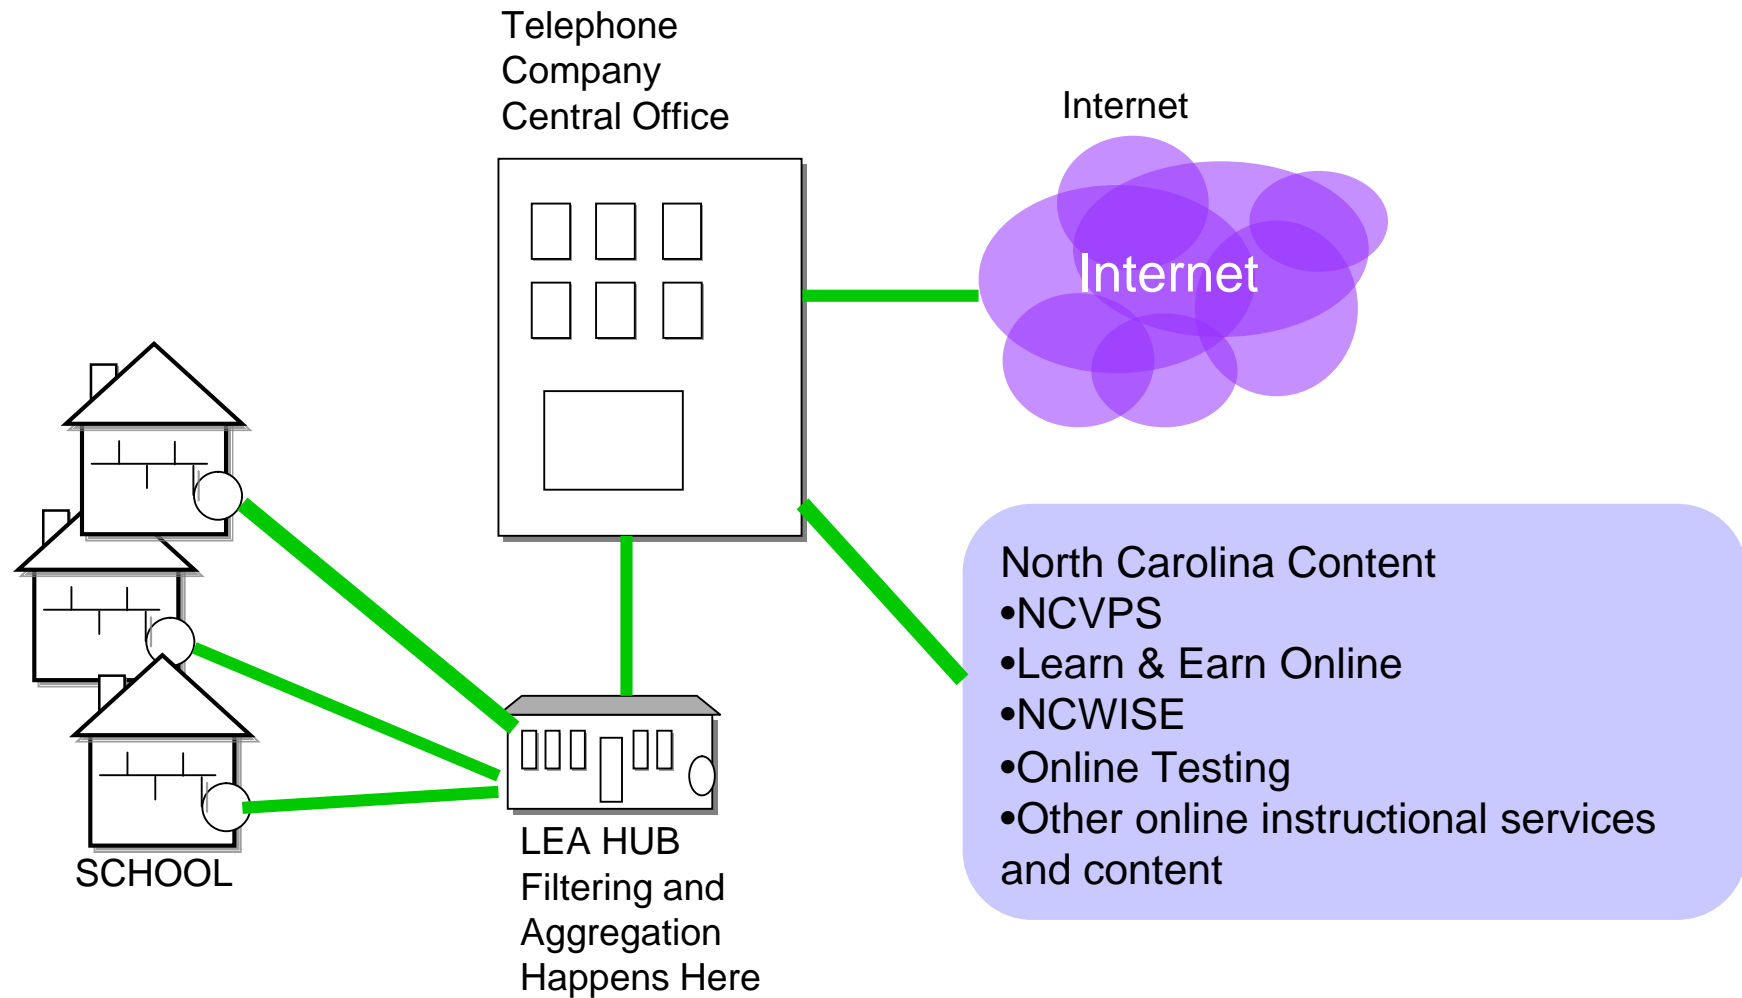 Telephone
Company
Central Office
Internet
Internet
North Carolina Content
•NCVPS
•Learn & Earn Online
•NCWISE
•Online Testing
•Other online instructional services
and content
SCHOOL
LEA HUB
Filtering and
Aggregation
Happens Here